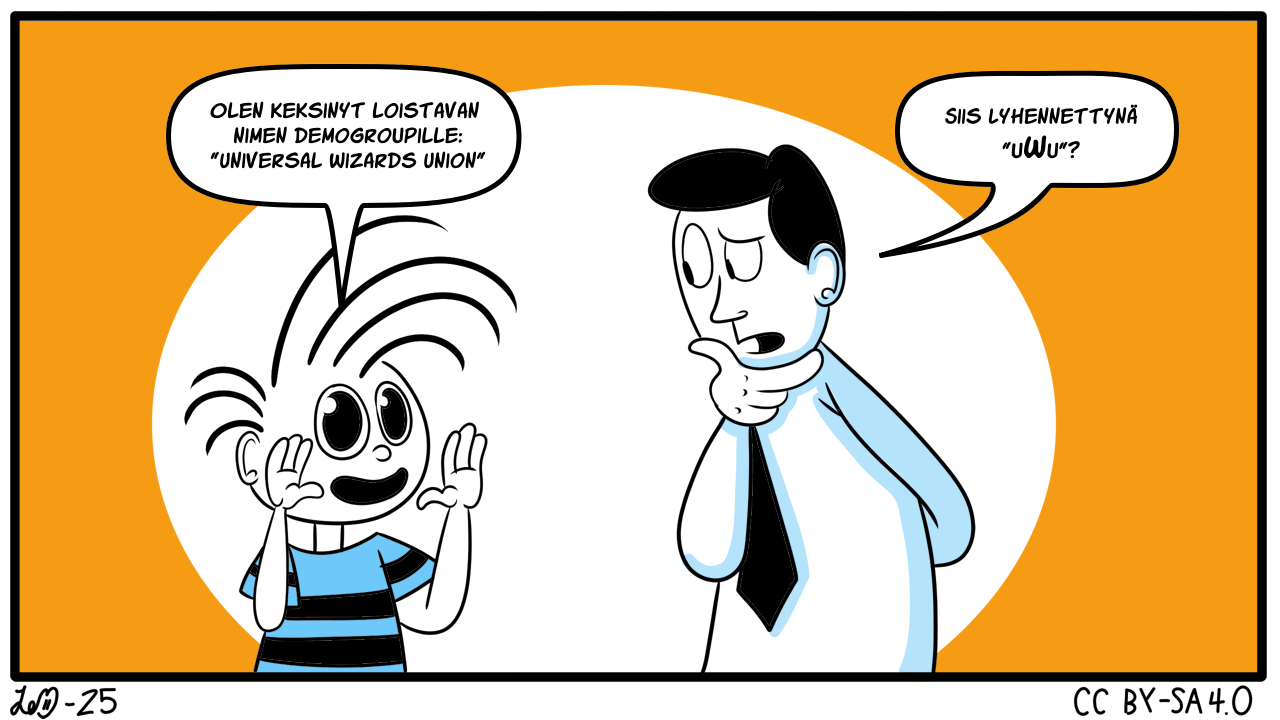 OLEN KEKSINYT LOISTAVAN
NIMEN DEMOGROUPILLE:
"UNIVERSAL WIZARDS UNION"
SIIS LYHENNETTYNÄ
"UWU"?
-25
CC BY-SA 4.0